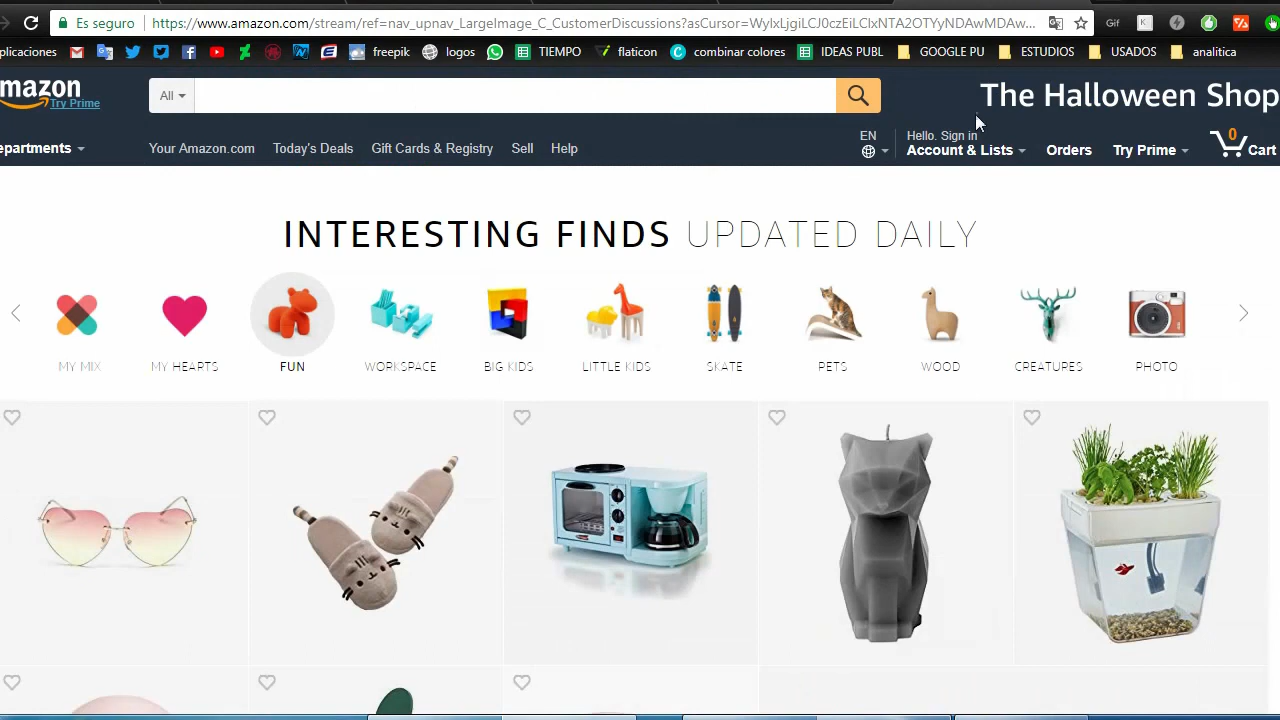 Es seguro https://www.amazon.com/stream/ref=nav_upnav_LargeImage_C_CustomerDiscussions?asCursor=WyIxLjgiLCJ0czEiLCIxNTA2OTYyNDAwMDAw... Gif
plicaciones freepik logos TIEMPO flaticon combinar colores IDEAS PUBL GOOGLE PU ESTUDIOS USADOS analitica
mazon
Try Prime
All
The Halloween Shop
epartments Your Amazon.com Today's Deals Gift Cards & Registry Sell Help
EN
Hello. Sign in
Account & Lists Orders Try Prime 0 Cart
INTERESTING FINDS UPDATED DAILY
MY MIX MY HEARTS FUN WORKSPACE BIG KIDS LITTLE KIDS SKATE PETS WOOD CREATURES PHOTO